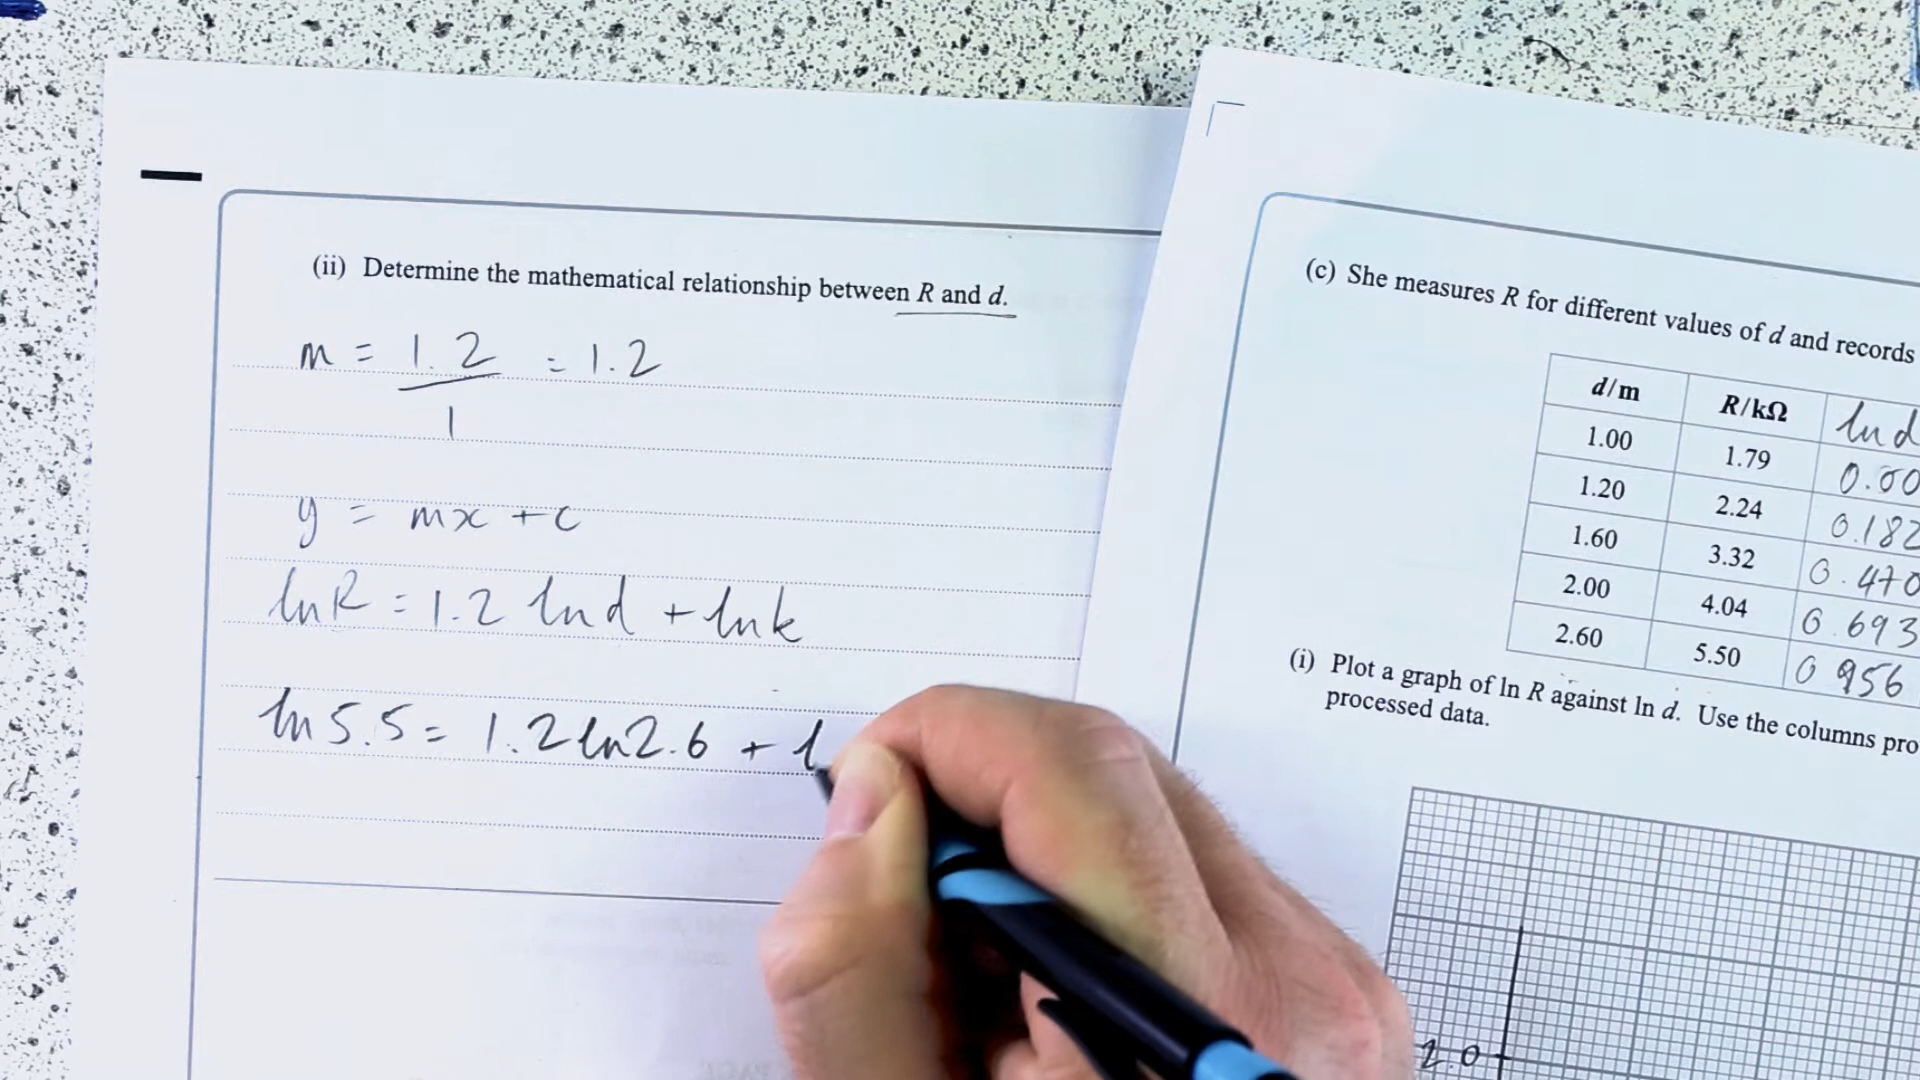 (ii) Determine the mathematical relationship between R and d.
m = 1.2 = 1.2
1
y = mx + c
lnR = 1.2 lnd + lnk
ln5.5 = 1.2ln2.6 + l
(c) She measures R for different values of d and records
d/m R/kΩ ln d
1.00 1.79 0.00
1.20 2.24 0.182
1.60 3.32 0.470
2.00 4.04 0.693
2.60 5.50 0 956
(i) Plot a graph of ln R against ln d. Use the columns pro
processed data.
2.0